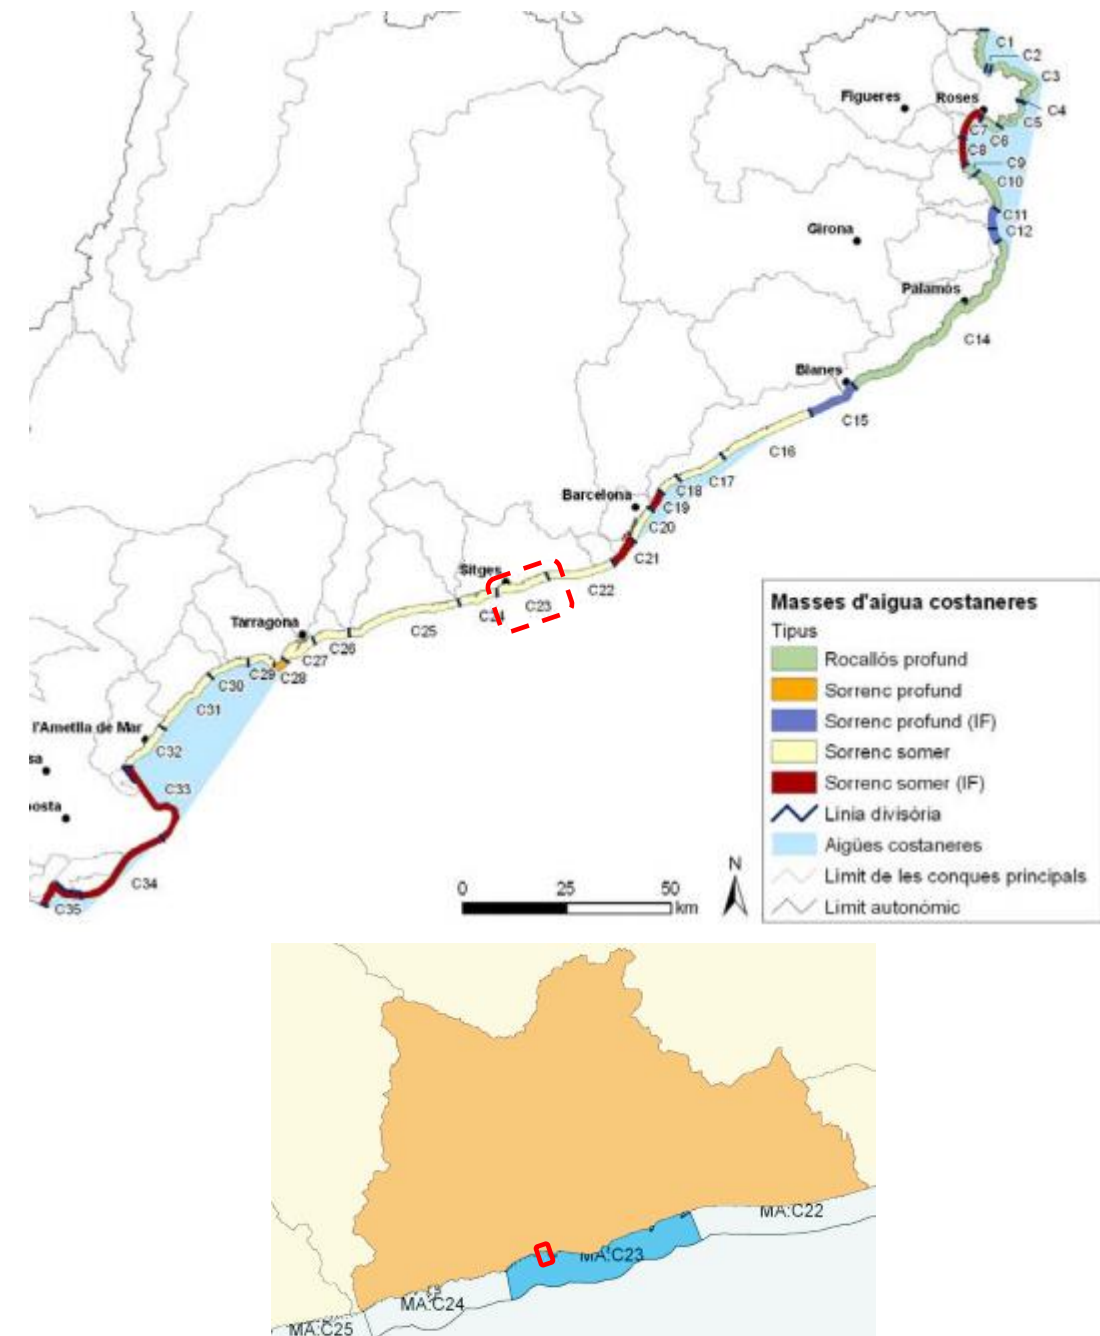 C1
C2
C3
Figueres
Roses
C4
C5
C7
C6
C8
C9
C10
C11
Girona
C12
Palamós
C14
Blanes
C15
C16
Barcelona
C18
C17
C19
C20
C21
Sitges
C22
C23
C24
Tarragona
C25
C26
C27
C28
C29
C30
C31
l'Ametlla de Mar
C32
sa
C33
osta
C34
C35
0 25 50
km
N
Masses d'aigua costaneres
Tipus
Rocallós profund
Sorrenc profund
Sorrenc profund (IF)
Sorrenc somer
Sorrenc somer (IF)
Línia divisòria
Aigües costaneres
Límit de les conques principals
Límit autonòmic
MA:C22
MA:C23
MA:C24
MA:C25